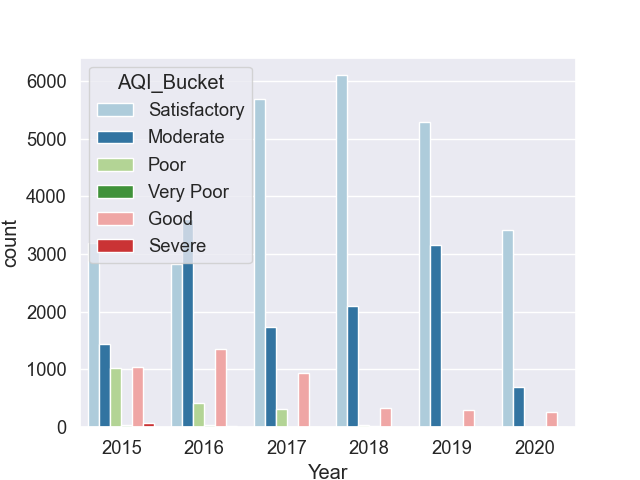 AQI_Bucket
Satisfactory
Moderate
Poor
Very Poor
Good
Severe
6000
5000
4000
3000
2000
1000
0
count
2015 2016 2017 2018 2019 2020
Year